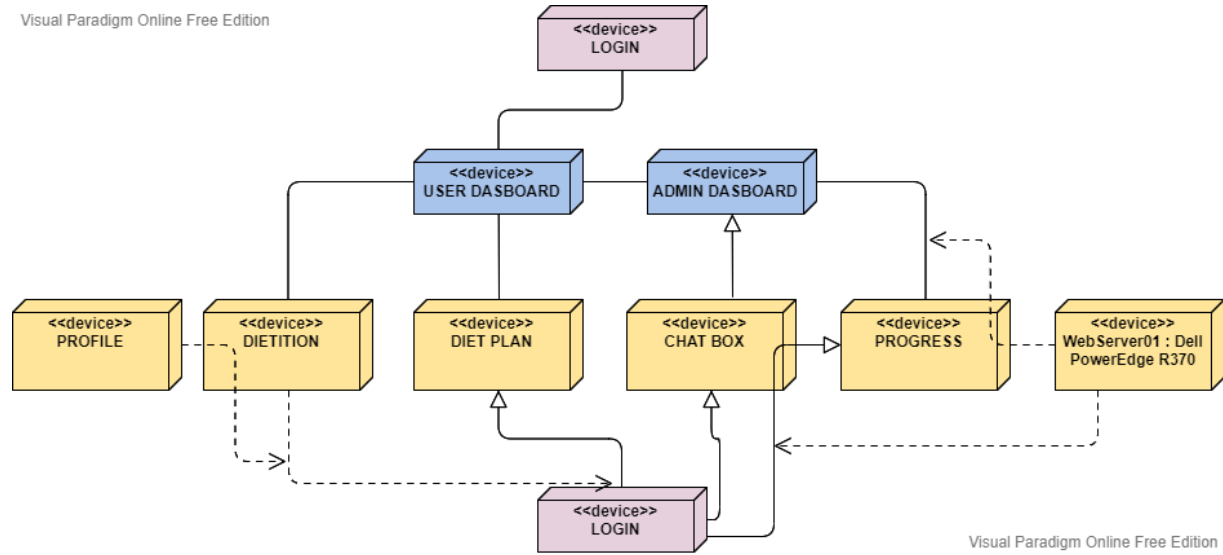 Visual Paradigm Online Free Edition
<<device>>
LOGIN
<<device>>
USER DASBOARD
<<device>>
ADMIN DASBOARD
<<device>>
PROFILE
<<device>>
DIETITION
<<device>>
DIET PLAN
<<device>>
CHAT BOX
<<device>>
PROGRESS
<<device>>
WebServer01 : Dell
PowerEdge R370
<<device>>
LOGIN
Visual Paradigm Online Free Edition